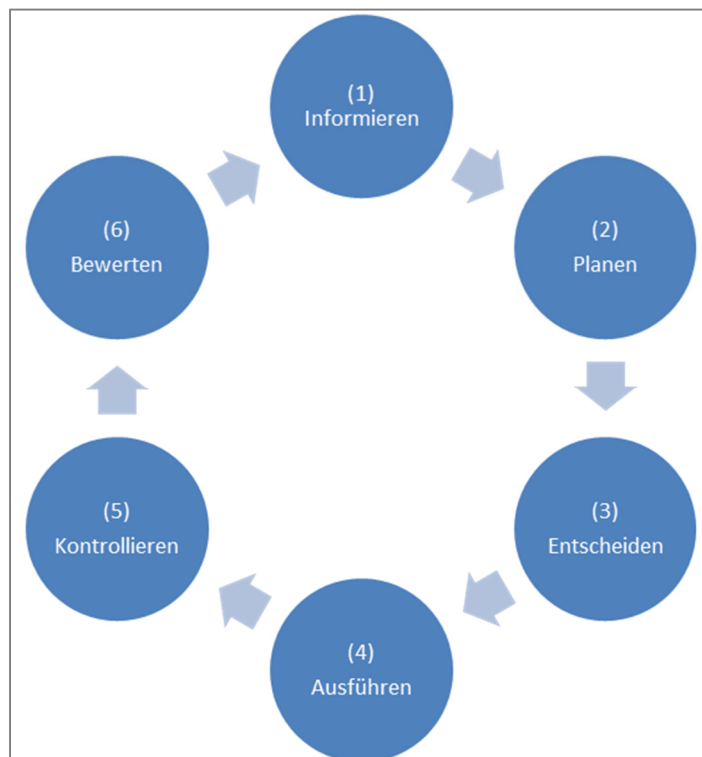 (1)
Informieren
(2)
Planen
(3)
Entscheiden
(4)
Ausführen
(5)
Kontrollieren
(6)
Bewerten